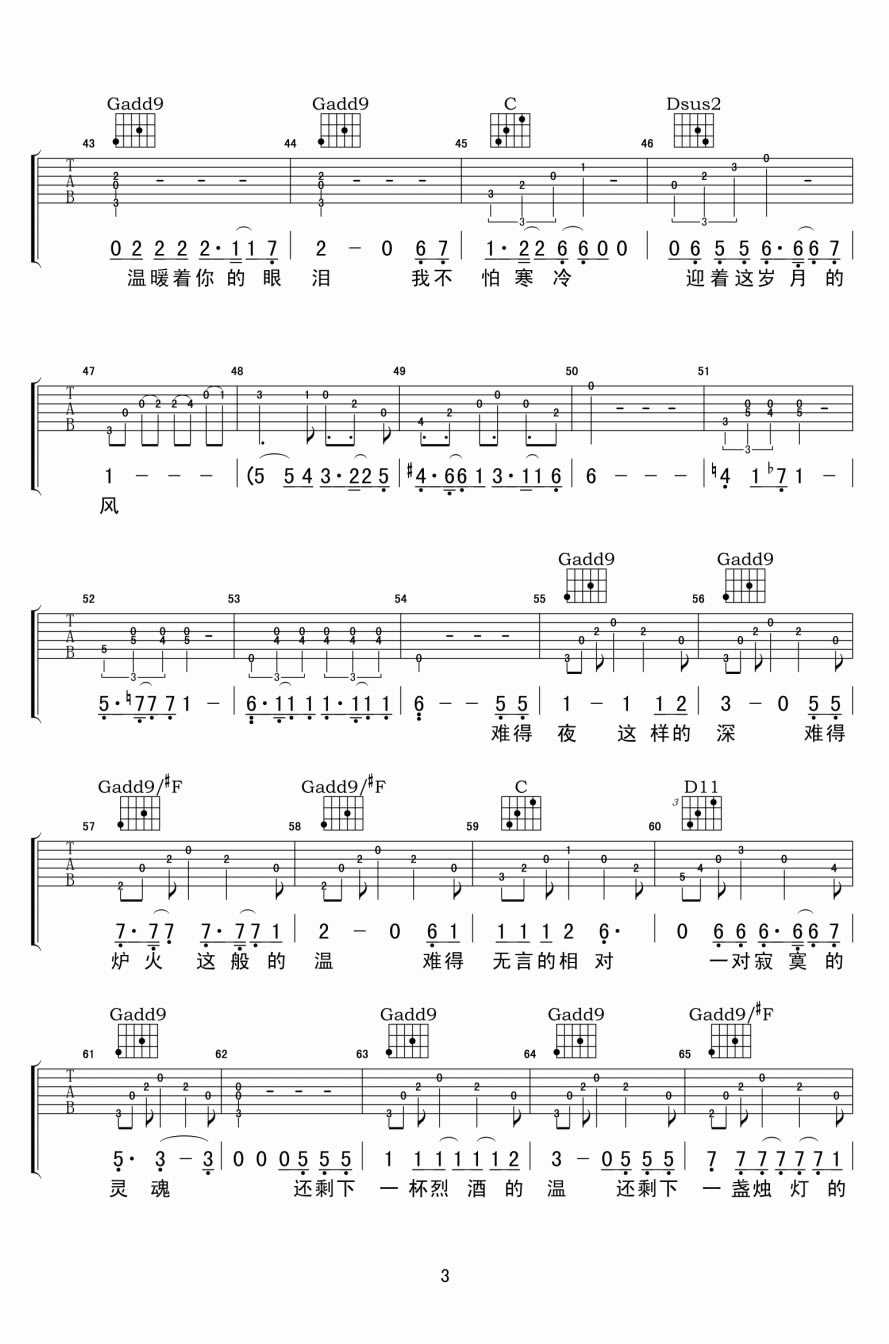 Gadd9 Gadd9 C Dsus2
43 44 45 46
0 2 2 2 2· 1 1 7 | 2 – 0 6 7 | 1· 2 2 6 6 0 0 | 0 6 5 5 6· 6 6 7
温暖着你的眼泪 我不怕寒冷 迎着这岁月的
47 48 49 50 51
1 – – – | (5 5 5 4 3· 2 2 5 | #4· 6 6 1 3· 1 1 6 | 6 – – – | ♮4 1 ♭7 1 –
风
Gadd9 Gadd9
52 53 54 55 56
5· ♮7 7 7 1 – | 6· 1 1 1 1· 1 1 1 | 6 – – 5 5 | 1 – 1 1 2 | 3 – 0 5 5
难得夜这样的深 难得
Gadd9/#F Gadd9/#F C D11
57 58 59 60
7· 7 7 7· 7 7 1 | 2 – 0 6 1 | 1 1 1 2 6· | 0 6 6 6· 6 6 7
炉火这般的温 难得无言的相对 一对寂寞的
Gadd9 Gadd9 Gadd9 Gadd9/#F
61 62 63 64 65
5· 3 – 3 | 0 0 0 5 5 5 | 1 1 1 1 1 1 2 | 3 – 0 5 5 5 | 7 7 7 7 7 7 1
灵魂 还剩下一杯烈酒的温 还剩下一盏烛灯的
3